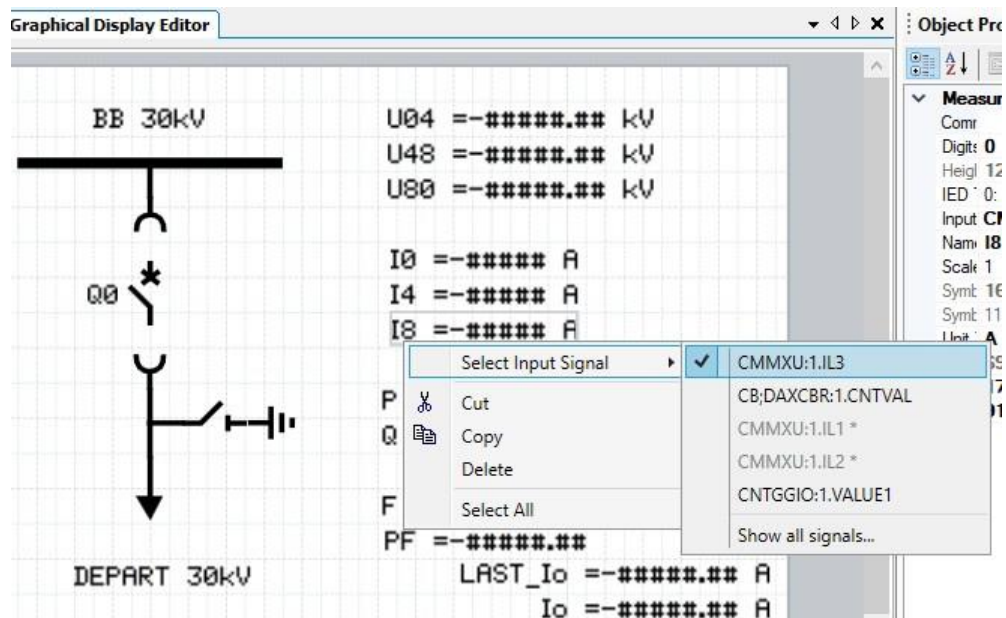 Graphical Display Editor
Object Pro
BB 30kV
Q0
DEPART 30kV
U04 =-#####.## kV
U48 =-#####.## kV
U80 =-#####.## kV
I0 =-##### A
I4 =-##### A
I8 =-##### A
P
Q
F
PF =-#####.##
LAST_Io =-#####.## A
Io =-#####.## A
Select Input Signal
Cut
Copy
Delete
Select All
CMMXU:1.IL3
CB;DAXCBR:1.CNTVAL
CMMXU:1.IL1 *
CMMXU:1.IL2 *
CNTGGIO:1.VALUE1
Show all signals...
Measur
Digits 0
Heigl 12
IED 0:
Input CM
Name I8
Scale 1
Symb 16
Symb 11
Unit A